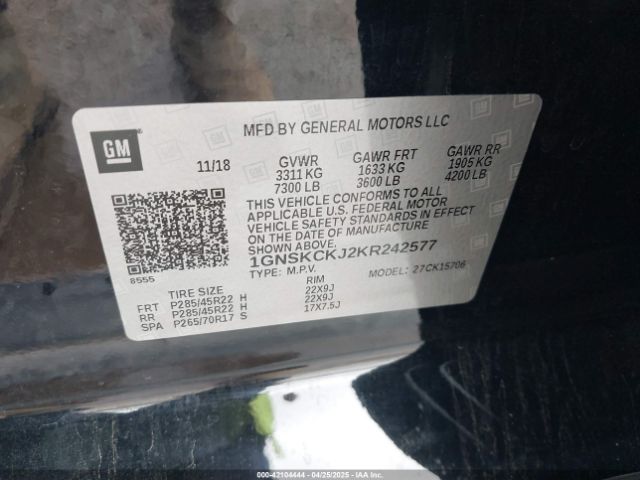 GM
MFD BY GENERAL MOTORS LLC
11/18 GVWR GAWR FRT GAWR RR
3311 KG 1633 KG 1905 KG
7300 LB 3600 LB 4200 LB
THIS VEHICLE CONFORMS TO ALL
APPLICABLE U.S. FEDERAL MOTOR
VEHICLE SAFETY STANDARDS IN EFFECT
ON THE DATE OF MANUFACTURE
SHOWN ABOVE.
1GNSKCKJ2KR242577
TYPE: M.P.V. MODEL: 27CK15706
8555
TIRE SIZE RIM
FRT P285/45R22 H 22X9J
RR P285/45R22 H 22X9J
SPA P265/70R17 S 17X7.5J
000-42104444 - 04/25/2025 - IAAI.com